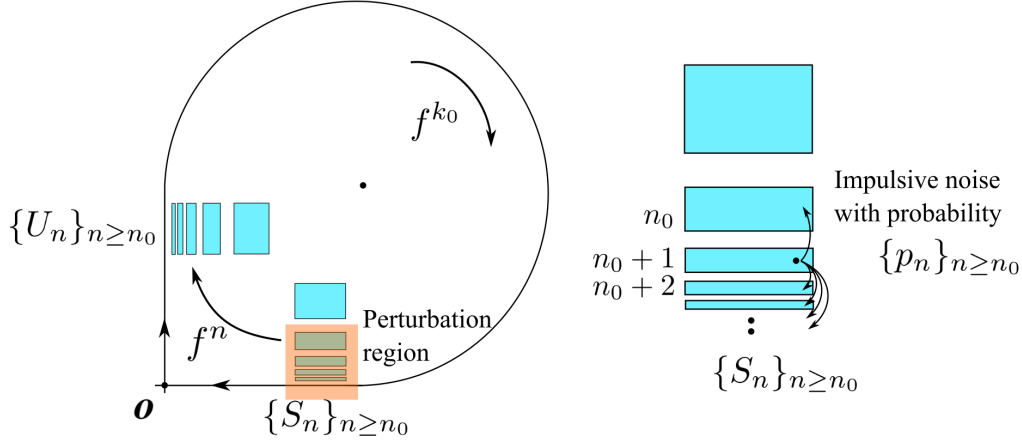 f^{k_0}
{U_n}_{n≥n_0}
f^n
Perturbation
region
o
{S_n}_{n≥n_0}
n_0
n_0 + 1
n_0 + 2
Impulsive noise
with probability
{p_n}_{n≥n_0}
{S_n}_{n≥n_0}